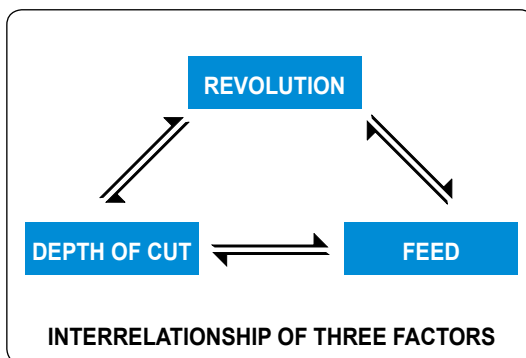 REVOLUTION
DEPTH OF CUT
FEED
INTERRELATIONSHIP OF THREE FACTORS